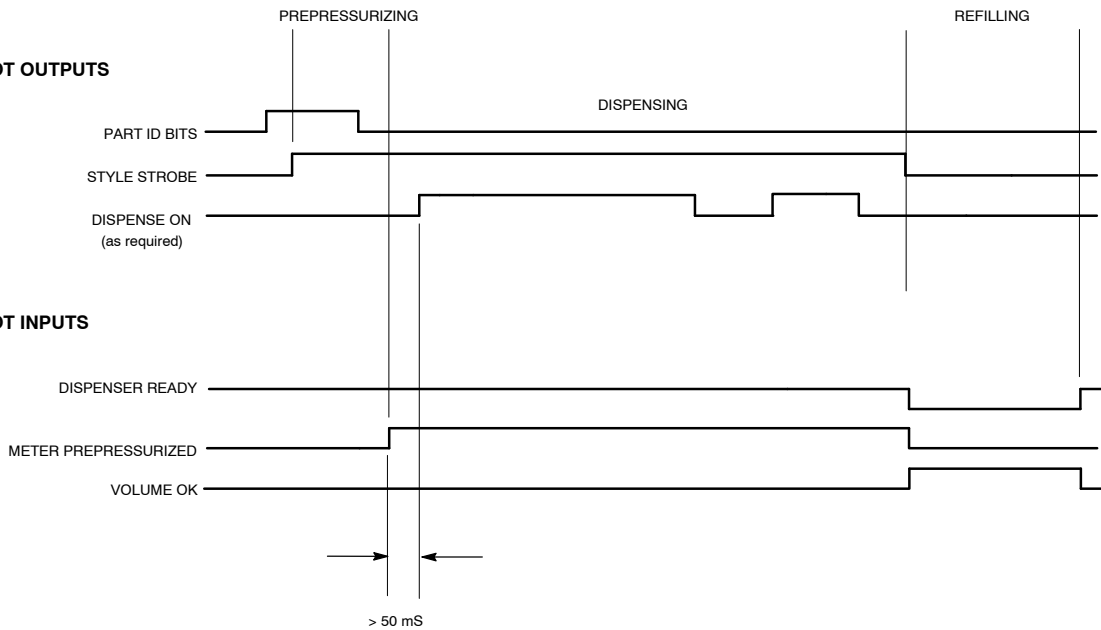 PREPRESSURIZING
REFILLING
OT OUTPUTS
DISPENSING
PART ID BITS
STYLE STROBE
DISPENSE ON
(as required)
OT INPUTS
DISPENSER READY
METER PREPRESSURIZED
VOLUME OK
> 50 mS